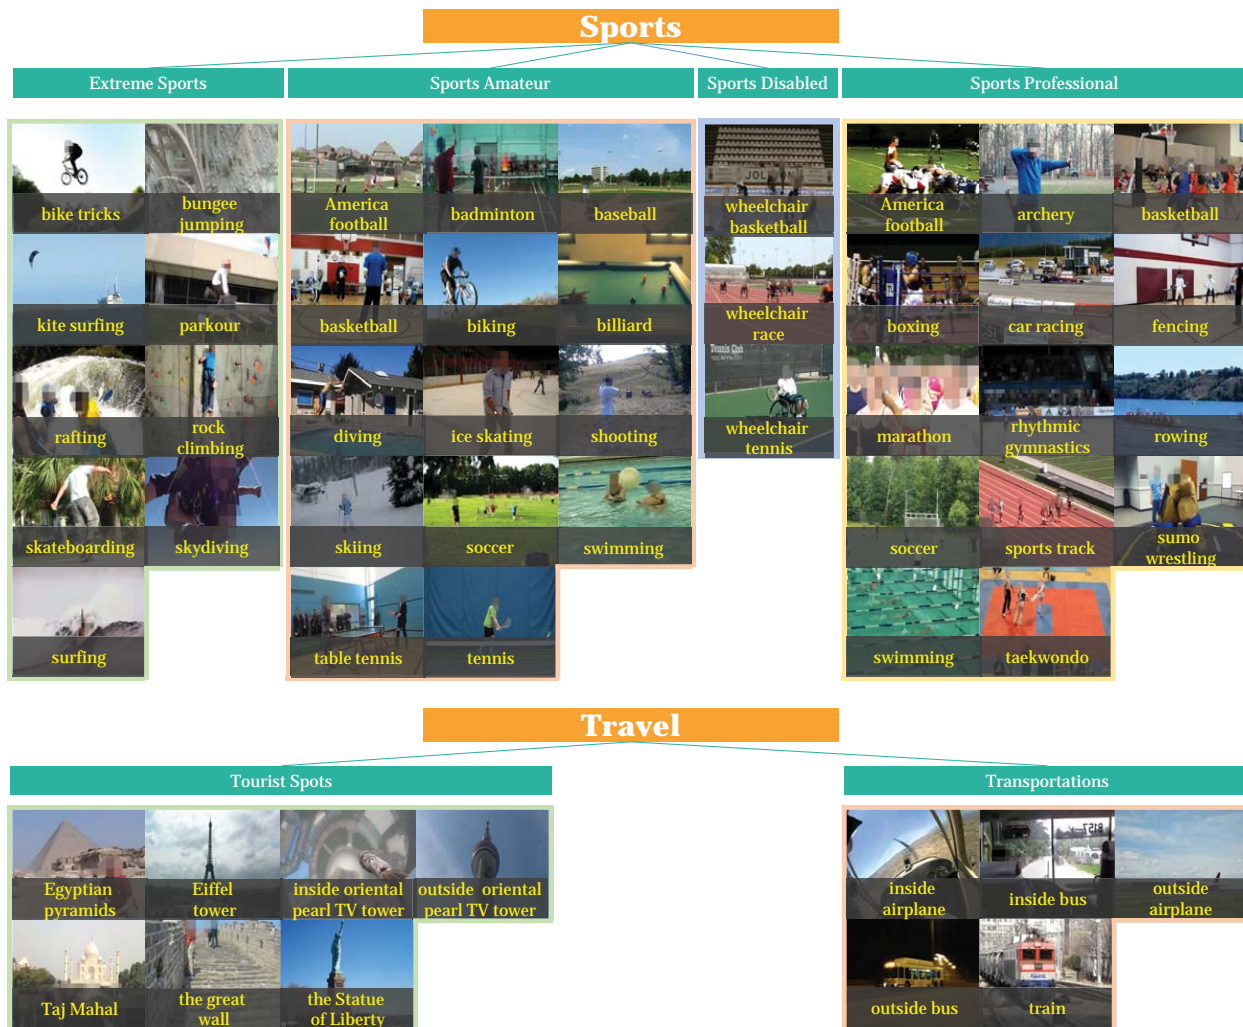 Sports
Extreme Sports
Sports Amateur
Sports Disabled
Sports Professional
bike tricks
bungee
jumping
America
football
badminton
baseball
JOL
wheelchair
basketball
America
football
archery
basketball
kite surfing
parkour
basketball
biking
billiard
wheelchair
race
boxing
car racing
fencing
rafting
rock
climbing
diving
ice skating
shooting
Tennis Club
wheelchair
tennis
marathon
rhythmic
gymnastics
rowing
skateboarding
skydiving
skiing
soccer
swimming
soccer
sports track
sumo
wrestling
surfing
table tennis
tennis
swimming
taekwondo
Travel
Tourist Spots
Transportations
Egyptian
pyramids
Eiffel
tower
inside oriental
pearl TV tower
outside oriental
pearl TV tower
inside
airplane
inside bus
outside
airplane
Taj Mahal
the great
wall
the Statue
of Liberty
outside bus
train